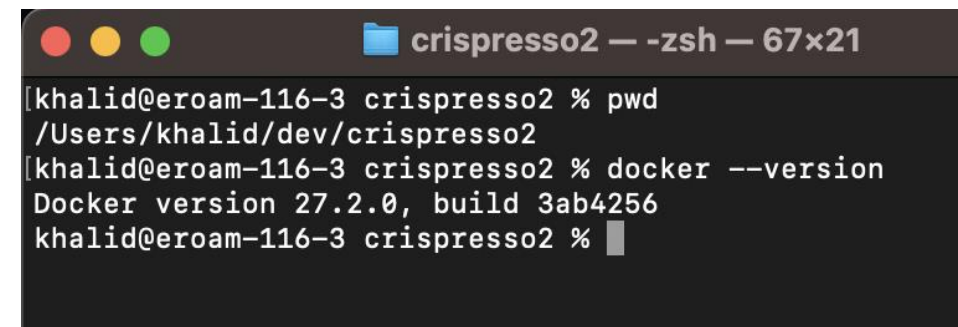 crispresso2 — -zsh — 67×21
[khalid@eroam-116-3 crispresso2 % pwd
/Users/khalid/dev/crispresso2
[khalid@eroam-116-3 crispresso2 % docker --version
Docker version 27.2.0, build 3ab4256
khalid@eroam-116-3 crispresso2 %